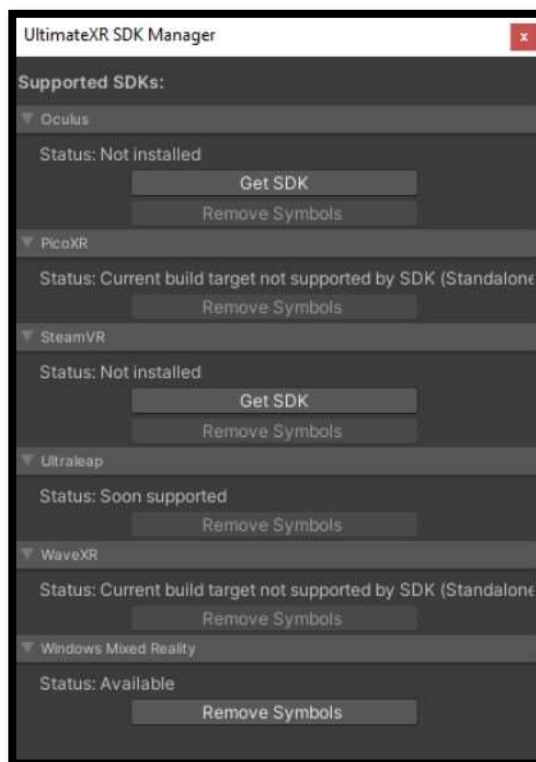 UltimateXR SDK Manager
x
Supported SDKs:
Oculus
Status: Not installed
Get SDK
Remove Symbols
PicoXR
Status: Current build target not supported by SDK (Standalone
Remove Symbols
SteamVR
Status: Not installed
Get SDK
Remove Symbols
Ultraleap
Status: Soon supported
Remove Symbols
WaveXR
Status: Current build target not supported by SDK (Standalone
Remove Symbols
Windows Mixed Reality
Status: Available
Remove Symbols